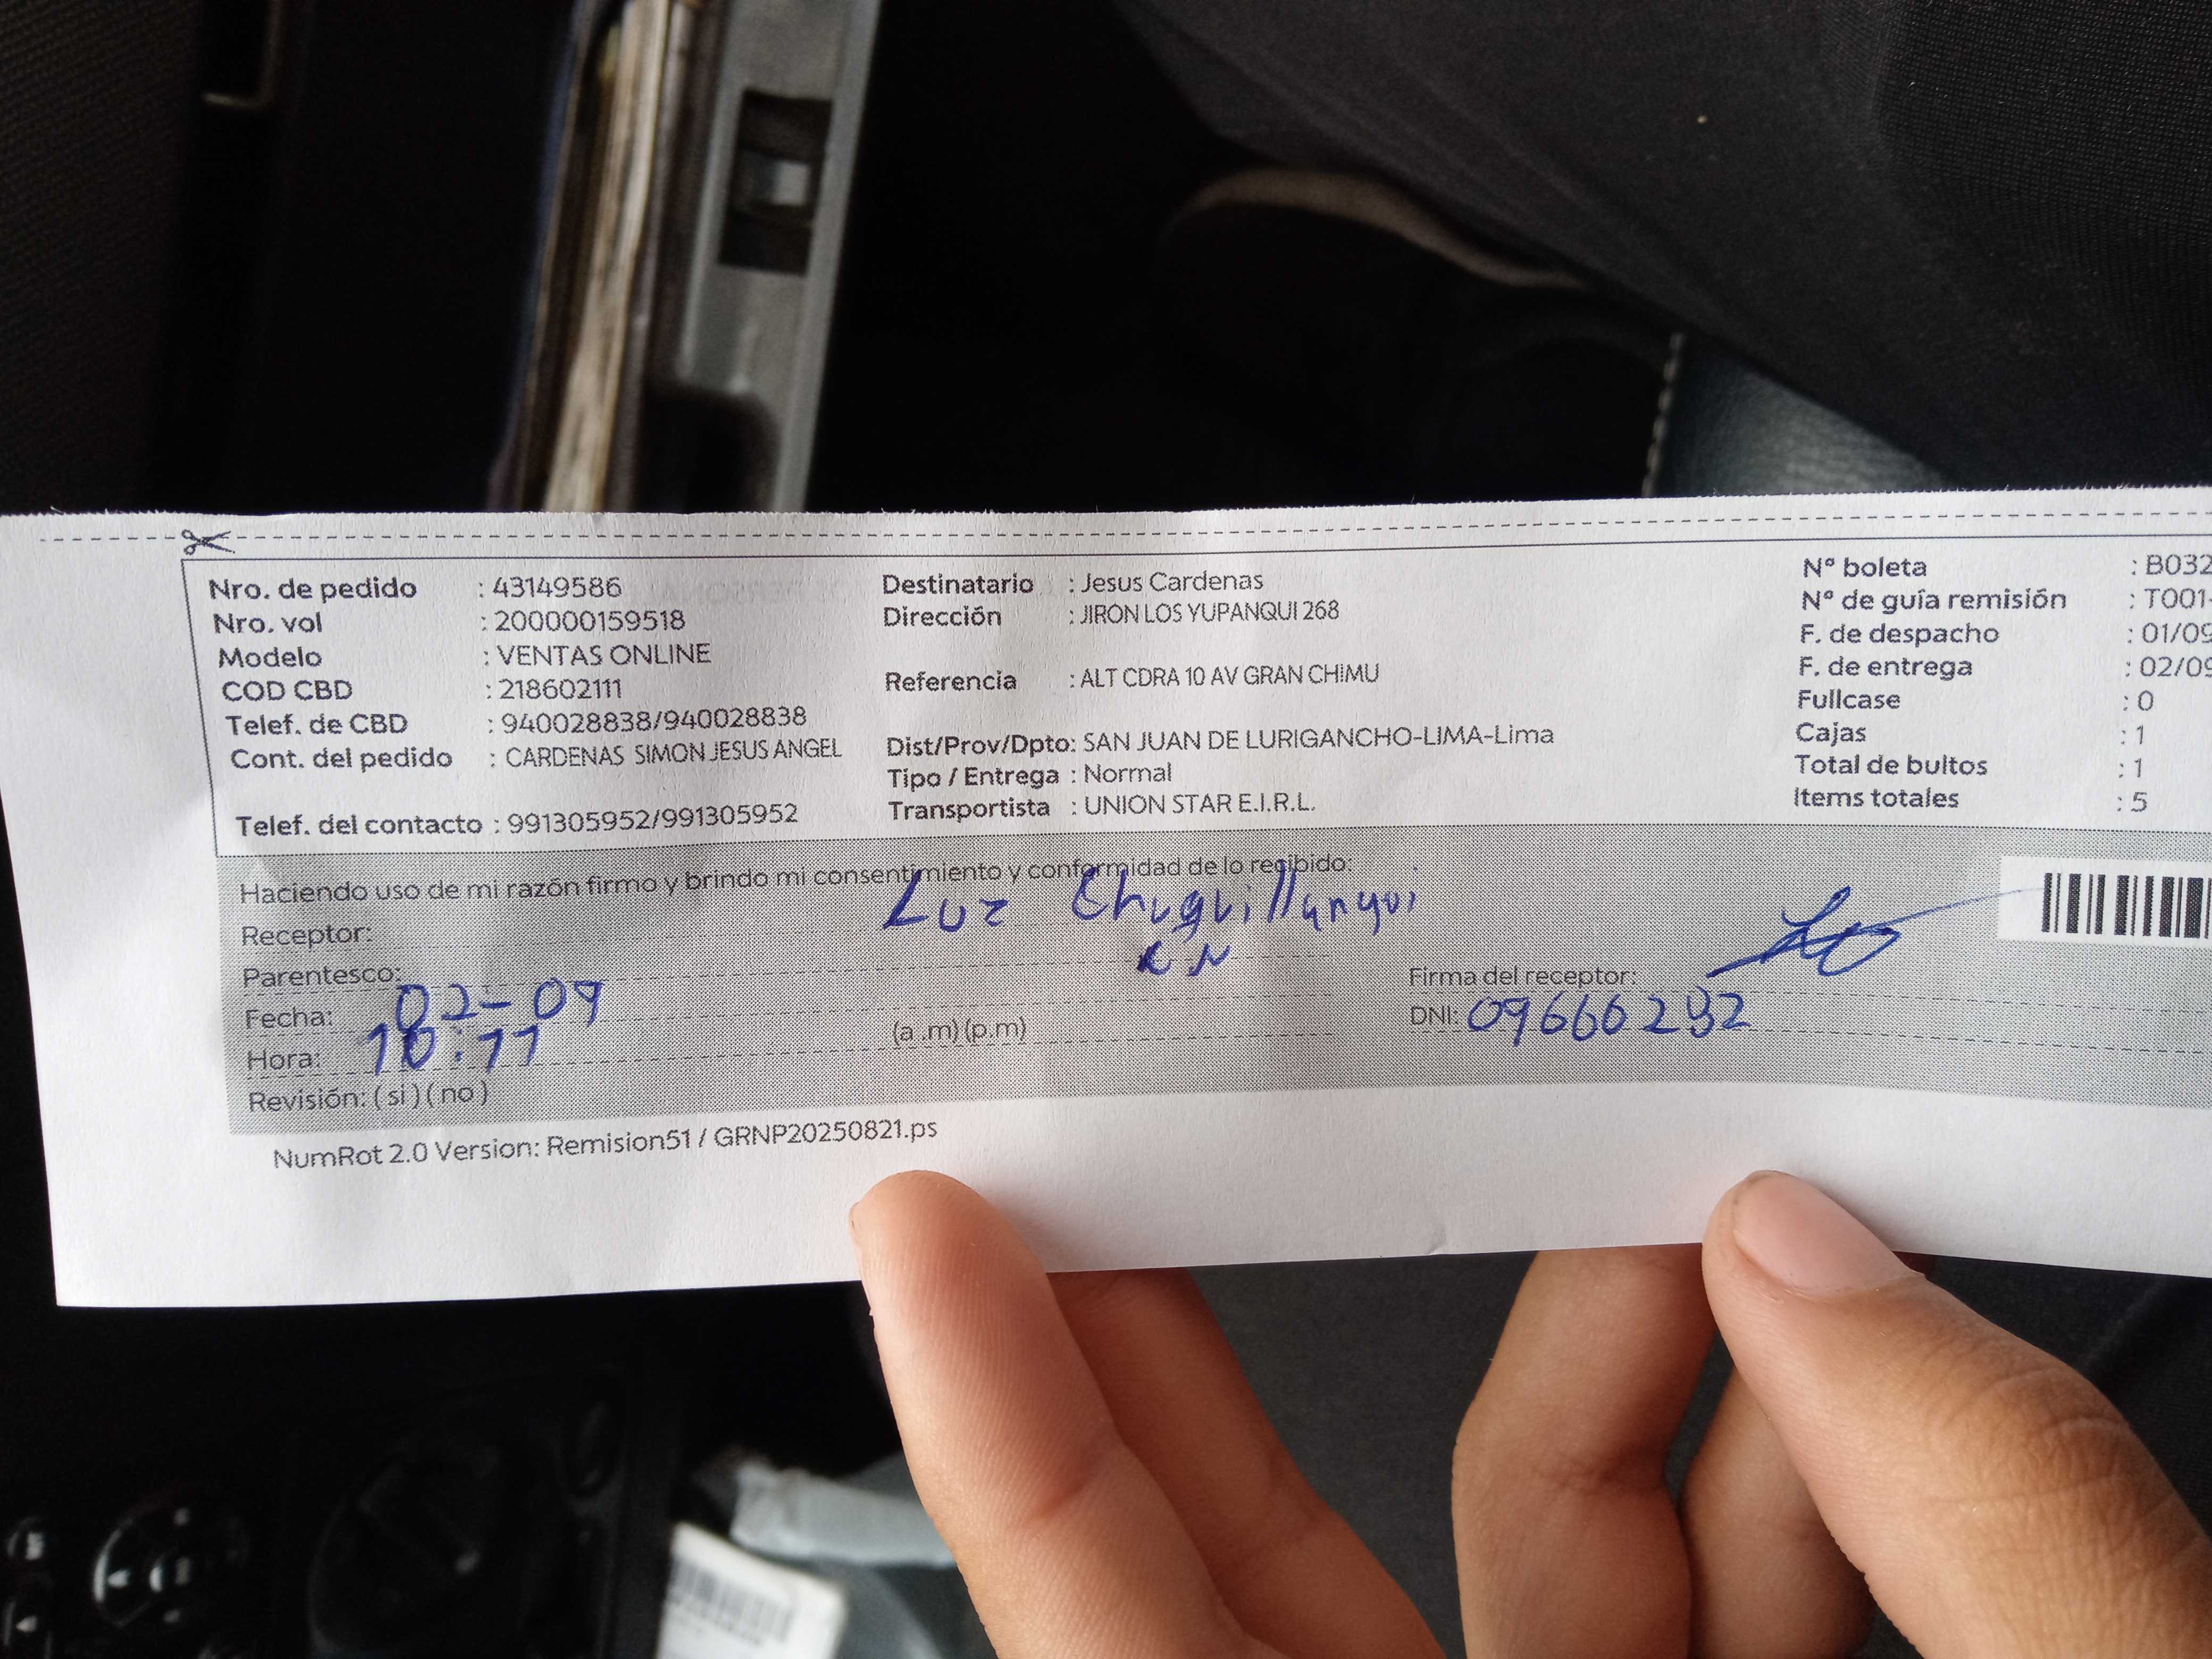 Nro. de pedido : 43149586
Nro. vol : 200000159518
Modelo : VENTAS ONLINE
COD CBD : 218602111
Telef. de CBD : 940028838/940028838
Cont. del pedido : CARDENAS SIMON JESUS ANGEL
Telef. del contacto : 991305952/991305952
Destinatario : Jesus Cardenas
Dirección : JIRON LOS YUPANQUI 268
Referencia : ALT CDRA 10 AV GRAN CHIMU
Dist/Prov/Dpto: SAN JUAN DE LURIGANCHO-LIMA-Lima
Tipo / Entrega : Normal
Transportista : UNION STAR E.I.R.L.
N° boleta : B032
N° de guía remisión : T001-
F. de despacho : 01/09
F. de entrega : 02/09
Fullcase : 0
Cajas : 1
Total de bultos : 1
Items totales : 5
Haciendo uso de mi razón firmo y brindo mi consentimiento y conformidad de lo recibido:
Receptor: Luz Chuquillanqui
Parentesco:
Firma del receptor:
Fecha: 02-09
DNI: 09666292
Hora: 10:11 (a .m) (p.m)
Revisión: ( si ) ( no )
NumRot 2.0 Version: Remision51 / GRNP20250821.ps